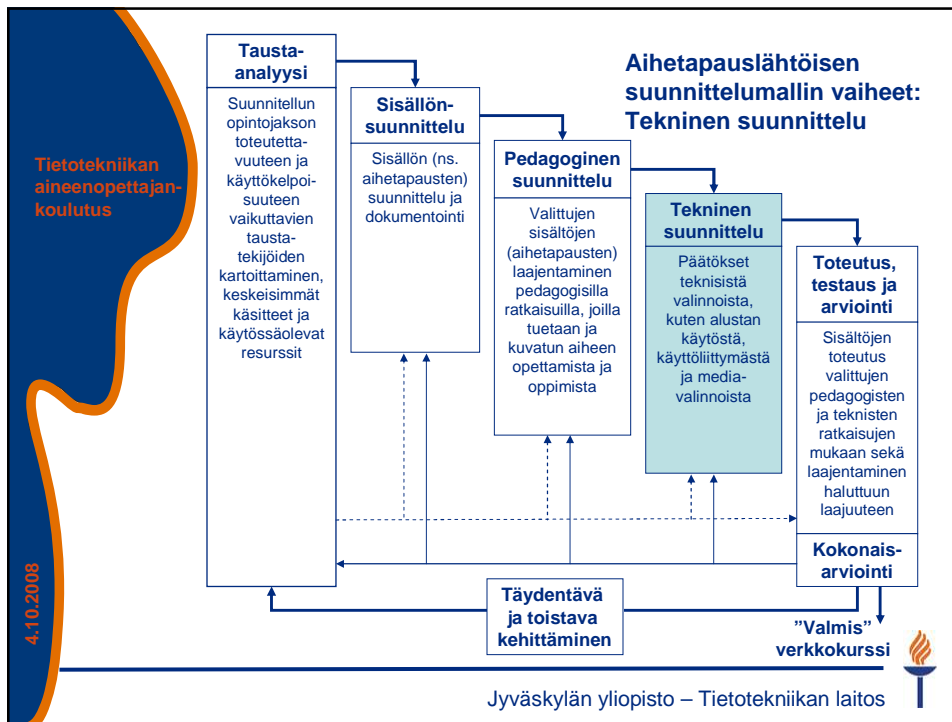 Aihetapauslähtöisen
suunnittelumallin vaiheet:
Tekninen suunnittelu
Tietotekniikan
aineenopettajan-
koulutus
4.10.2008
Tausta-
analyysi
Suunnitellun
opintojakson
toteutetta-
vuuteen ja
käyttökelpoi-
suuteen
vaikuttavien
tausta-
tekijöiden
kartoittaminen,
keskeisimmät
käsitteet ja
käytössäolevat
resurssit
Sisällön-
suunnittelu
Sisällön (ns.
aihetapausten)
suunnittelu ja
dokumentointi
Pedagoginen
suunnittelu
Valittujen
sisältöjen
(aihetapausten)
laajentaminen
pedagogisilla
ratkaisuilla, joilla
tuetaan ja
kuvatun aiheen
opettamista ja
oppimista
Tekninen
suunnittelu
Päätökset
teknisistä
valinnoista,
kuten alustan
käytöstä,
käyttöliittymästä
ja media-
valinnoista
Toteutus,
testaus ja
arviointi
Sisältöjen
toteutus
valittujen
pedagogisten
ja teknisten
ratkaisujen
mukaan sekä
laajentaminen
haluttuun
laajuuteen
Kokonais-
arviointi
Täydentävä
ja toistava
kehittäminen
”Valmis”
verkkokurssi
Jyväskylän yliopisto – Tietotekniikan laitos